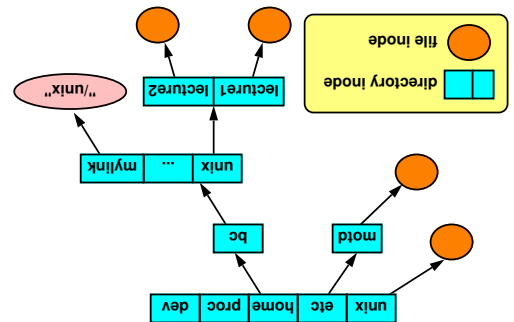 unix etc home proc dev
motd bc
unix ... mylink
lecture1 lecture2
"/unix"
directory inode
file inode